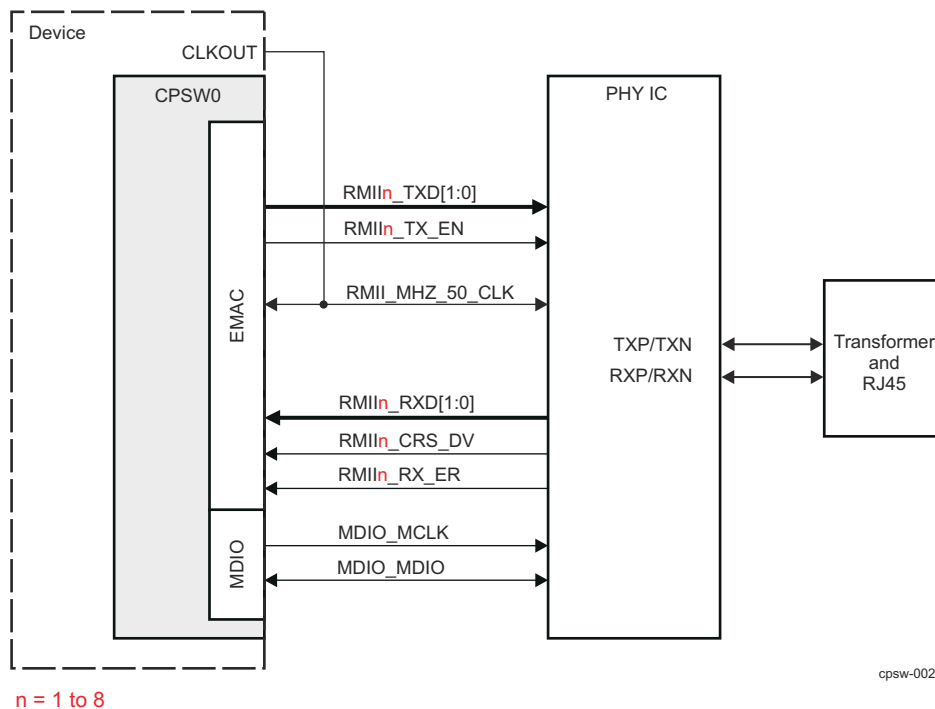 Device
CLKOUT
CPSW0
PHY IC
RMIIn_TXD[1:0]
RMIIn_TX_EN
RMII_MHZ_50_CLK
EMAC
TXP/TXN
RXP/RXN
Transformer
and
RJ45
RMIIn_RXD[1:0]
RMIIn_CRS_DV
RMIIn_RX_ER
MDIO_MCLK
MDIO
MDIO_MDIO
cpsw-002
n = 1 to 8